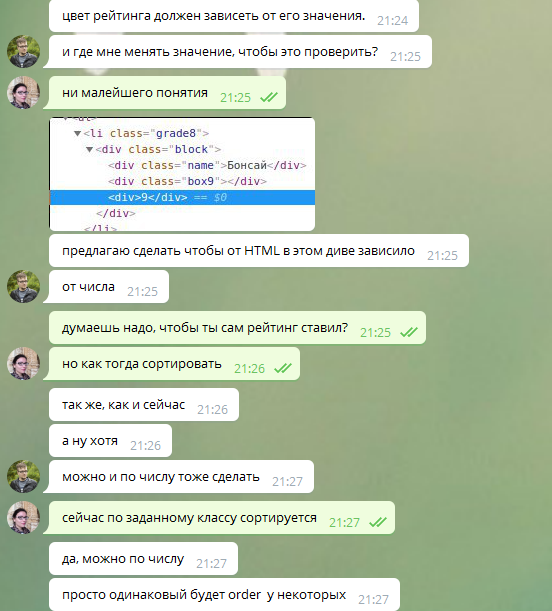 цвет рейтинга должен зависеть от его значения. 21:24
и где мне менять значение, чтобы это проверить? 21:25
ни малейшего понятия 21:25
<li class="grade8">
<div class="block">
<div class="name">Бонсай</div>
<div class="box9"></div>
<div>9</div> == $0
</div>
</li>
предлагаю сделать чтобы от HTML в этом диве зависило 21:25
от числа 21:25
думаешь надо, чтобы ты сам рейтинг ставил? 21:25
но как тогда сортировать 21:26
так же, как и сейчас 21:26
а ну хотя 21:26
можно и по числу тоже сделать 21:27
сейчас по заданному классу сортируется 21:27
да, можно по числу 21:27
просто одинаковый будет order у некоторых 21:27